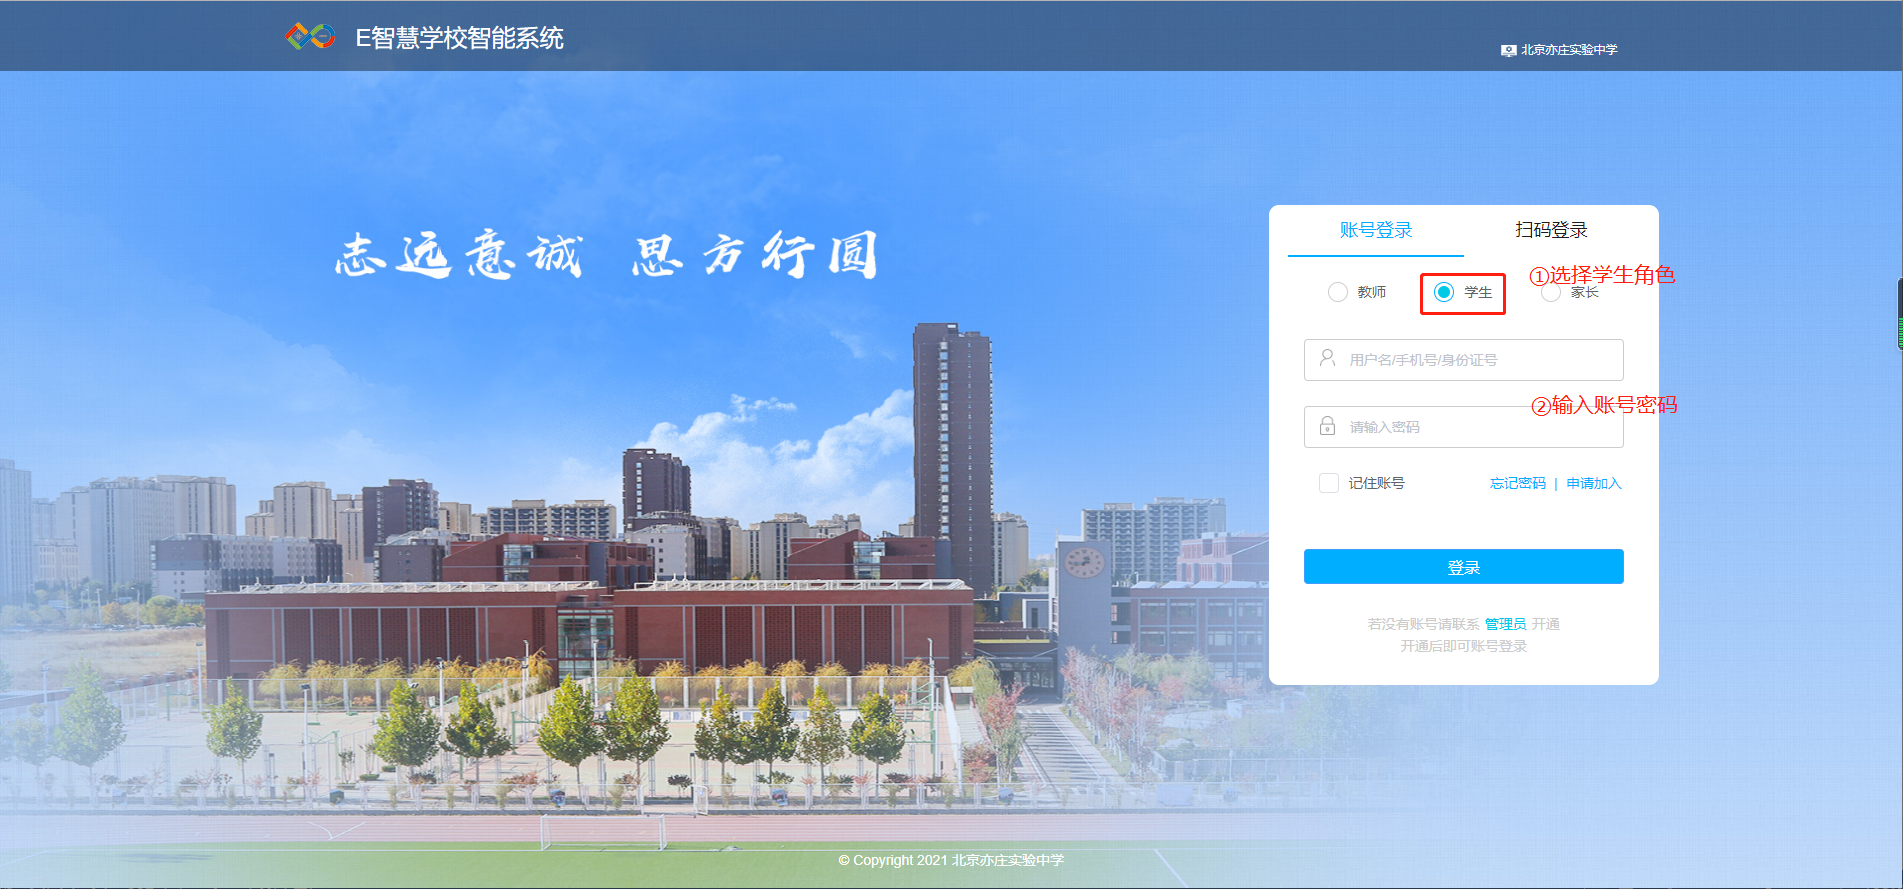 E智慧学校智能系统
北京亦庄实验中学
志远意诚 思方行圆
账号登录 扫码登录
①选择学生角色
教师 学生 家长
用户名/手机号/身份证号
②输入账号密码
请输入密码
记住账号 忘记密码 | 申请加入
登录
若没有账号请联系 管理员 开通
开通后即可账号登录
© Copyright 2021 北京亦庄实验中学